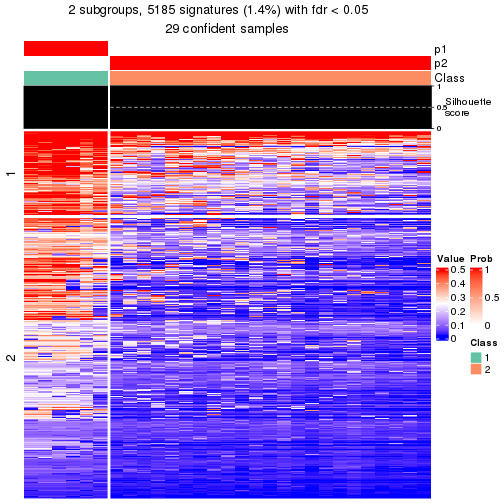 2 subgroups, 5185 signatures (1.4%) with fdr < 0.05
29 confident samples
p1
p2
Class
1
0.5
0
Silhouette
score
1
2
Value
0.5
0.4
0.3
0.2
0.1
0
Prob
1
0.5
0
Class
1
2